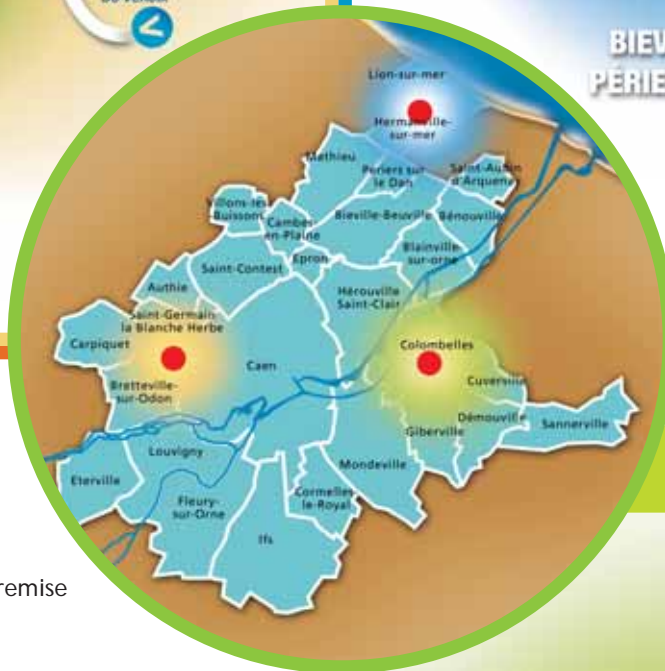 BIEV
PÉRIE
Lion-sur-mer
Hermanville-
sur-mer
Mathieu
Periers sur
le Dan
Saint-Aubin
d'Arquenay
Villons-les
-Buissons
Cambes-
en-Plaine
Bieville-Beuville
Bénouville
Blainville
-sur-orne
Epron
Saint-Contest
Authie
Hérouville
Saint-Clair
Saint-Germain
la Blanche Herbe
Carpiquet
Colombelles
Caen
Bretteville-
sur-Odon
Cuverville
Démouville
Giberville
Sannerville
Louvigny
Mondeville
Eterville
Cormelles
le-Royal
Fleury-
sur-Orne
Ifs
remise